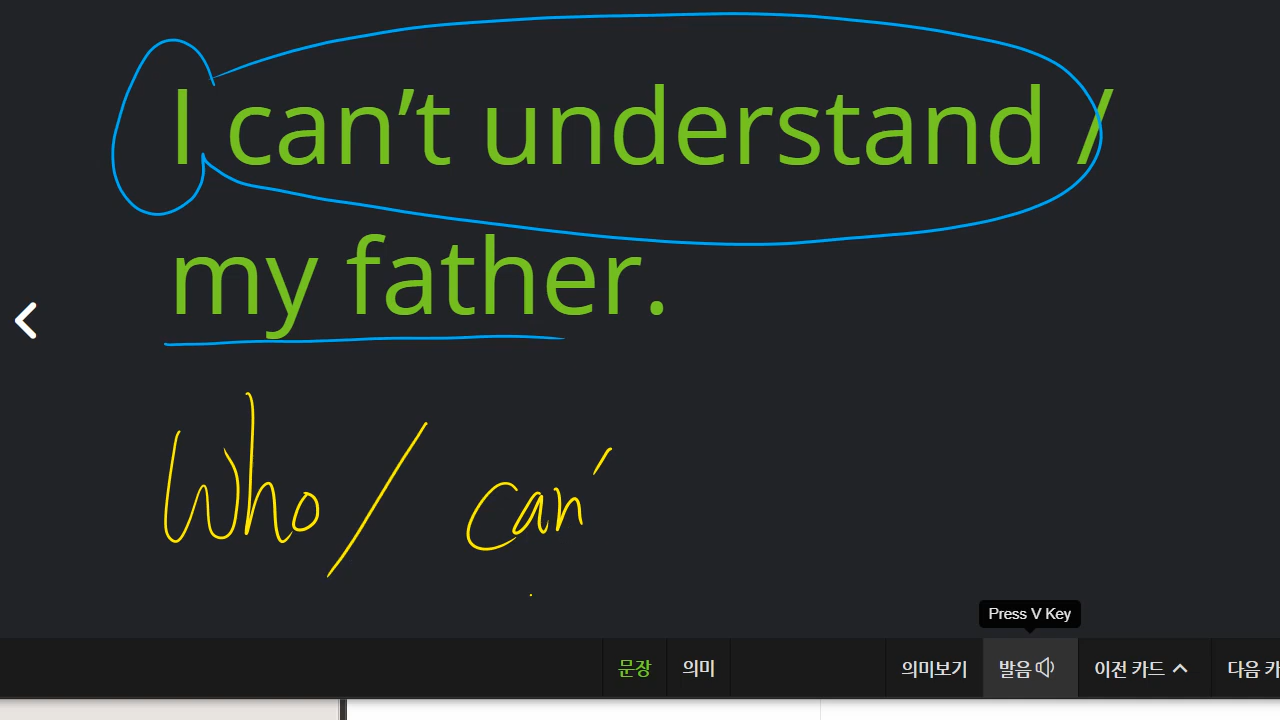 I can’t understand /
my father.
Who / can'
Press V Key
문장 의미 의미보기 발음 이전 카드 다음 카